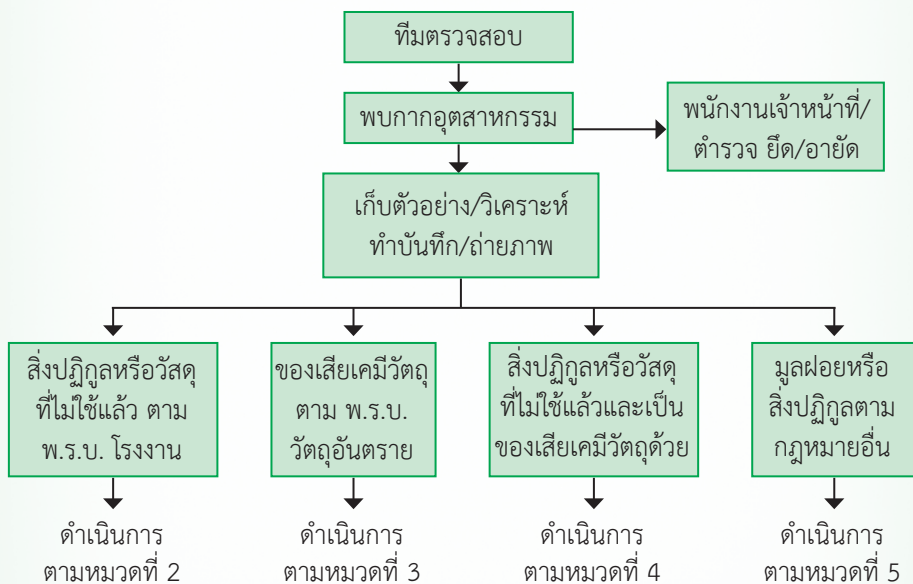 ทีมตรวจสอบ
พบกากอุตสาหกรรม
พนักงานเจ้าหน้าที่/
ตำรวจ ยึด/อายัด
เก็บตัวอย่าง/วิเคราะห์
ทำบันทึก/ถ่ายภาพ
สิ่งปฏิกูลหรือวัสดุ
ที่ไม่ใช้แล้ว ตาม
พ.ร.บ. โรงงาน
ของเสียเคมีวัตถุ
ตาม พ.ร.บ.
วัตถุอันตราย
สิ่งปฏิกูลหรือวัสดุ
ที่ไม่ใช้แล้วและเป็น
ของเสียเคมีวัตถุด้วย
มูลฝอยหรือ
สิ่งปฏิกูลตาม
กฎหมายอื่น
ดำเนินการ
ตามหมวดที่ 2
ดำเนินการ
ตามหมวดที่ 3
ดำเนินการ
ตามหมวดที่ 4
ดำเนินการ
ตามหมวดที่ 5